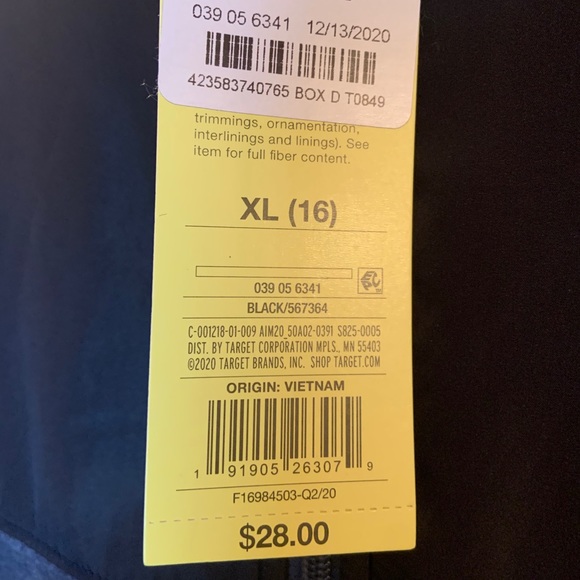 039 05 6341 12/13/2020
423583740765 BOX D T0849
trimmings, ornamentation,
interlinings and linings). See
item for full fiber content.
XL (16)
039 05 6341
BLACK/567364
C-001218-01-009 AIM20_50A02-0391 S825-0005
DIST. BY TARGET CORPORATION MPLS., MN 55403
©2020 TARGET BRANDS, INC. SHOP TARGET.COM
ORIGIN: VIETNAM
1 91905 26307 9
F16984503-Q2/20
$28.00